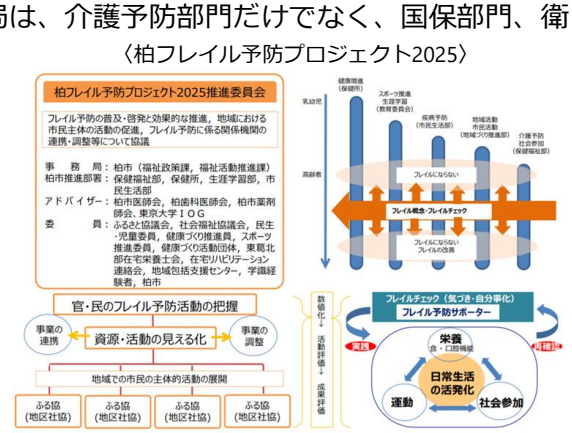 局は、介護予防部門だけでなく、国保部門、衛
〈柏フレイル予防プロジェクト2025〉
柏フレイル予防プロジェクト2025推進委員会
フレイル予防の普及・啓発と効果的な推進，地域における
市民主体の活動の促進，フレイル予防に係る関係機関の
連携・調整等について協議
事　務　局：柏市（福祉政策課，福祉活動推進課）
柏市推進部署：保健福祉部，保健所，生涯学習部，市
民生活部
アドバイザー：柏市医師会，柏歯科医師会，柏市薬剤
師会、東京大学ＩＯＧ
委　　　員：ふるさと協議会，社会福祉協議会，民生
・児童委員，健康づくり推進員，スポーツ
推進委員，健康づくり活動団体，東葛北
部在宅栄養士会，在宅リハビリテーション
連絡会，地域包括支援センター，学識経
験者，柏市
官・民のフレイル予防活動の把握
事業の
連携
資源・活動の見える化
事業の
調整
地域での市民の主体的活動の展開
ふる協
(地区社協)
ふる協
(地区社協)
ふる協
(地区社協)
ふる協
(地区社協)
数値化→活動評価→成果評価
健康増進
（保健所）
スポーツ推進
生涯学習
（教育委員会）
疾病予防
（市民生活部）
地域活動
市民活動
（地域づくり推進部）
介護予防
社会参加
（保健福祉部）
乳幼児
高齢者
フレイルにならない
フレイル概念・フレイルチェック
フレイルにならない
フレイルの改善
フレイルチェック（気づき・自分事化）
フレイル予防サポーター
実践
再確認
栄養
食・口腔機能
日常生活
の活発化
運動
社会参加